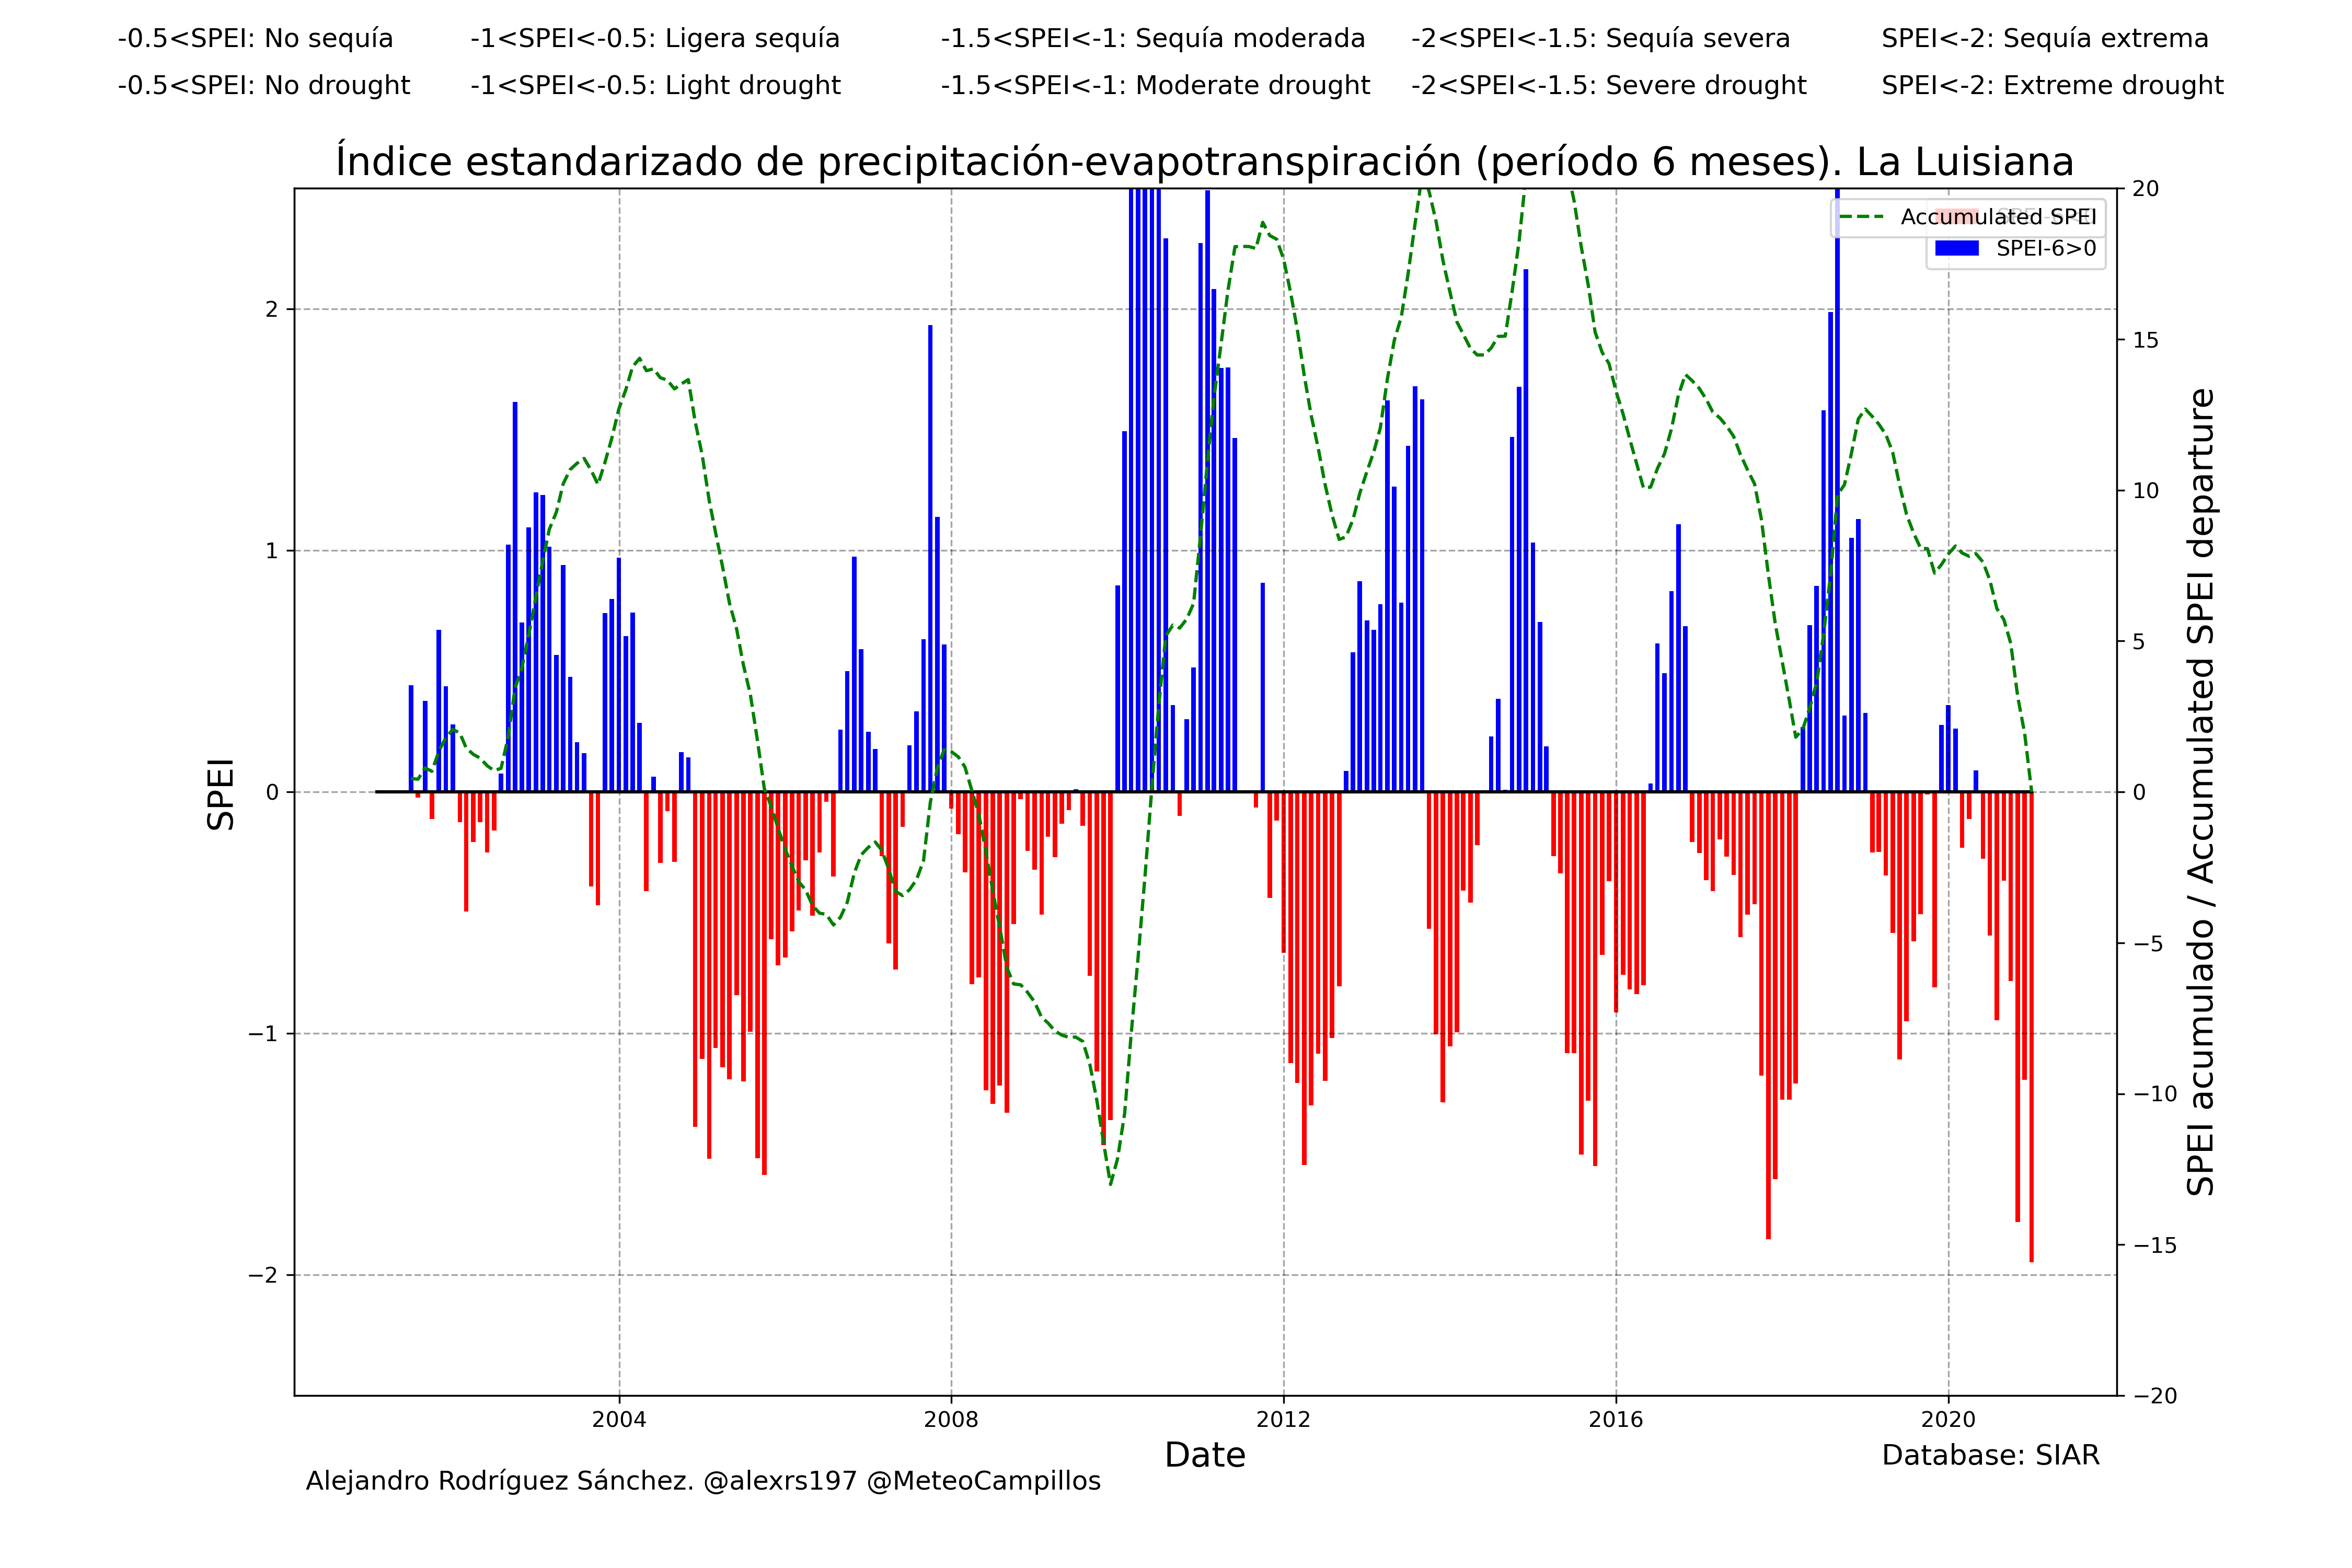 -0.5<SPEI: No sequía -1<SPEI<-0.5: Ligera sequía -1.5<SPEI<-1: Sequía moderada -2<SPEI<-1.5: Sequía severa SPEI<-2: Sequía extrema
-0.5<SPEI: No drought -1<SPEI<-0.5: Light drought -1.5<SPEI<-1: Moderate drought -2<SPEI<-1.5: Severe drought SPEI<-2: Extreme drought
Índice estandarizado de precipitación-evapotranspiración (período 6 meses). La Luisiana
Accumulated SPEI
SPEI-6>0
SPEI
2
1
0
−1
−2
20
15
10
5
0
−5
−10
−15
−20
SPEI acumulado / Accumulated SPEI departure
2004 2008 2012 2016 2020
Date
Database: SIAR
Alejandro Rodríguez Sánchez. @alexrs197 @MeteoCampillos